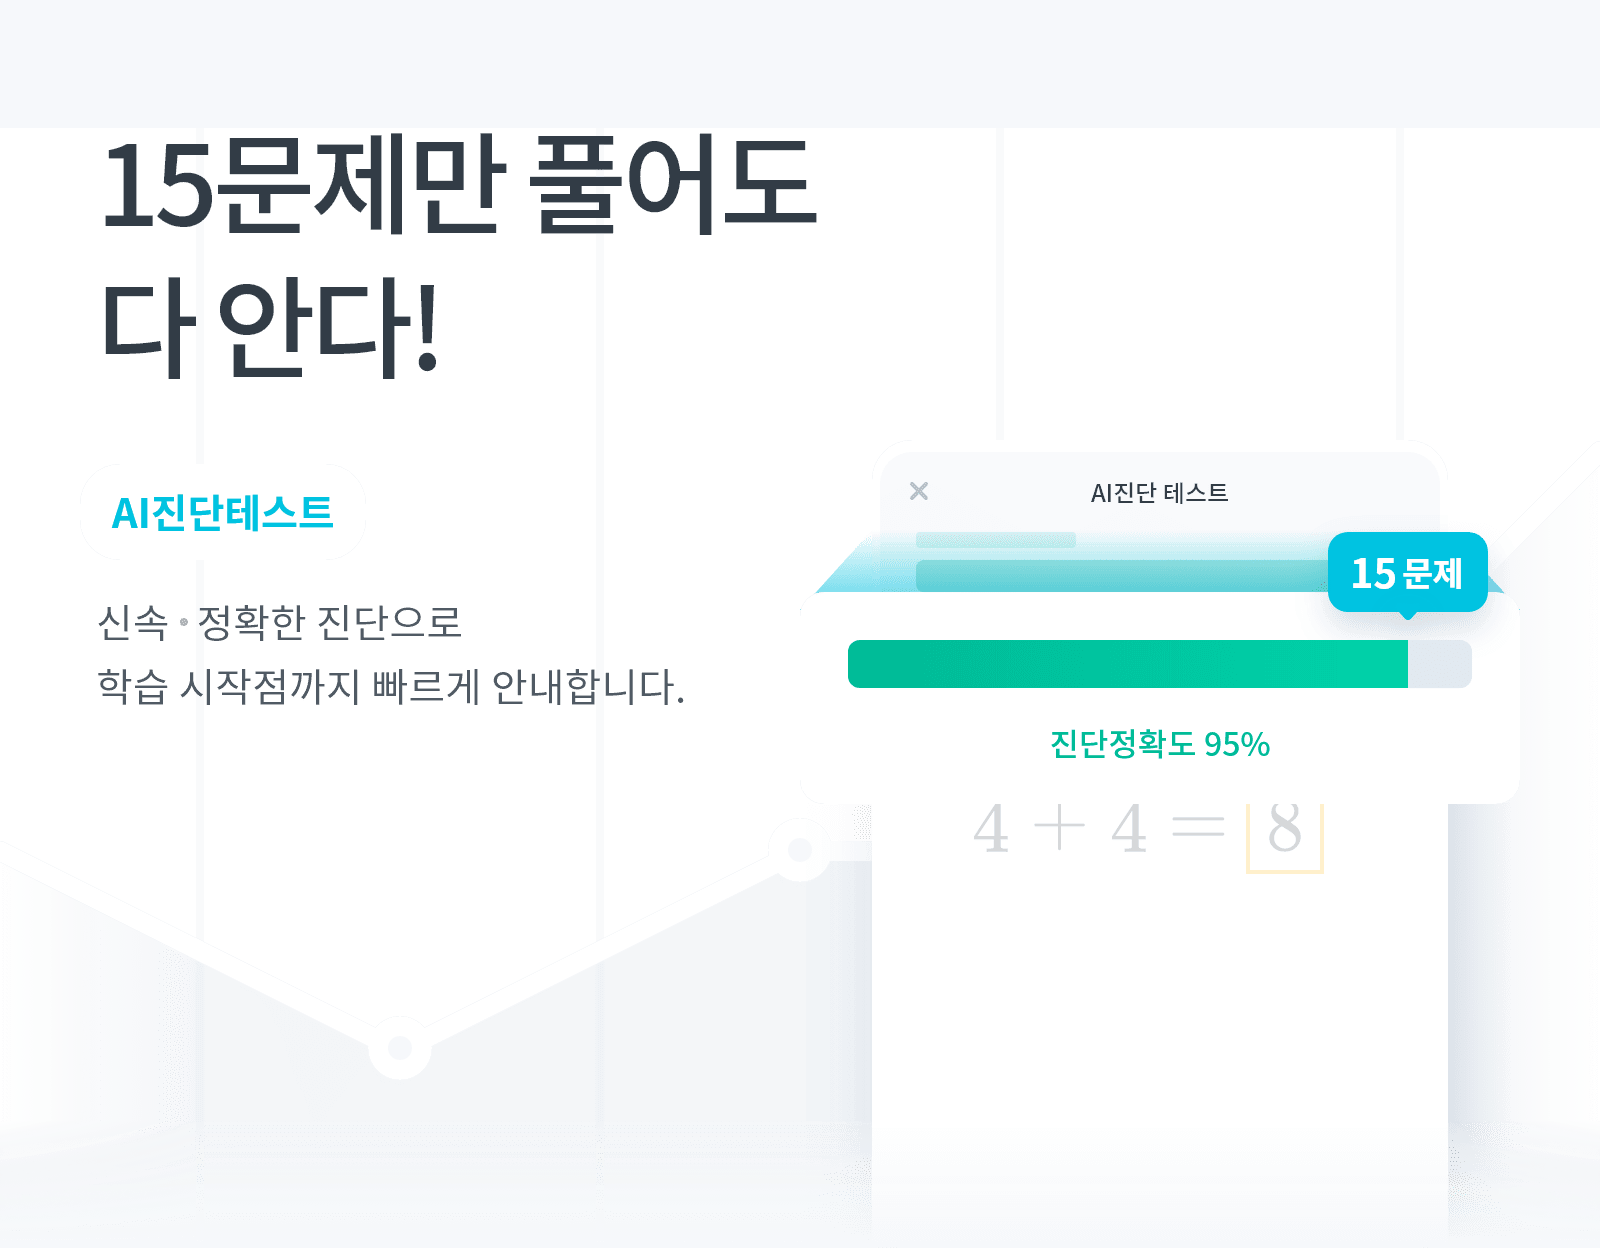 15문제만 풀어도
다 안다!
AI진단테스트
신속 • 정확한 진단으로
학습 시작점까지 빠르게 안내합니다.
AI진단 테스트
15 문제
진단정확도 95%
4 + 4 = 8